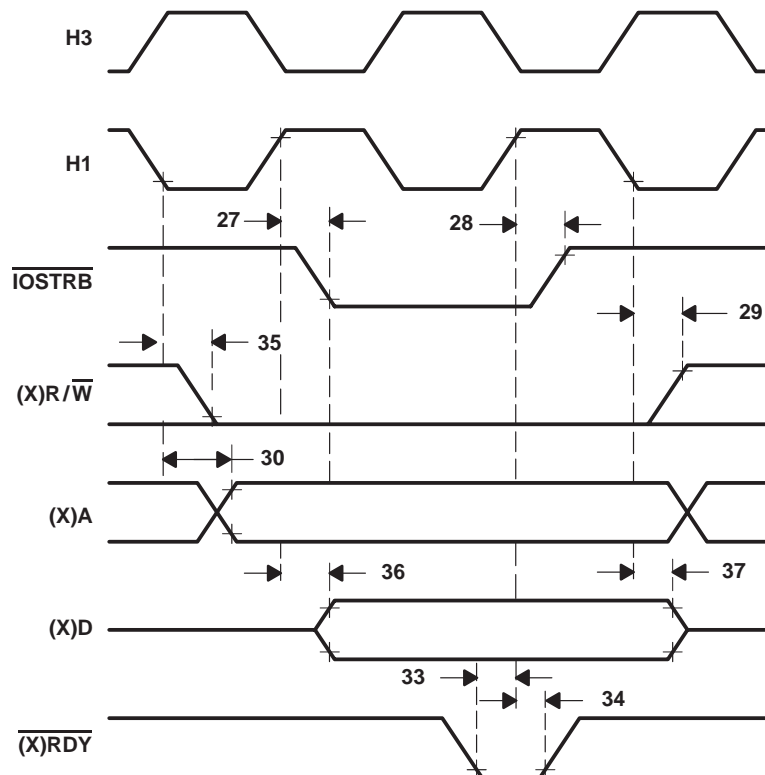 H3
H1
27
28
IOSTRB
29
35
(X)R/W
30
(X)A
36
37
(X)D
33
34
(X)RDY